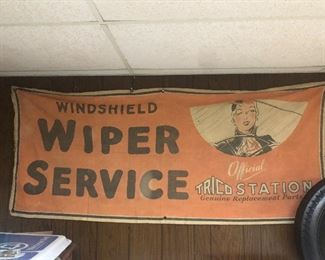 WINDSHIELD
WIPER
SERVICE
Official
TRICO STATION
Genuine Replacement Parts